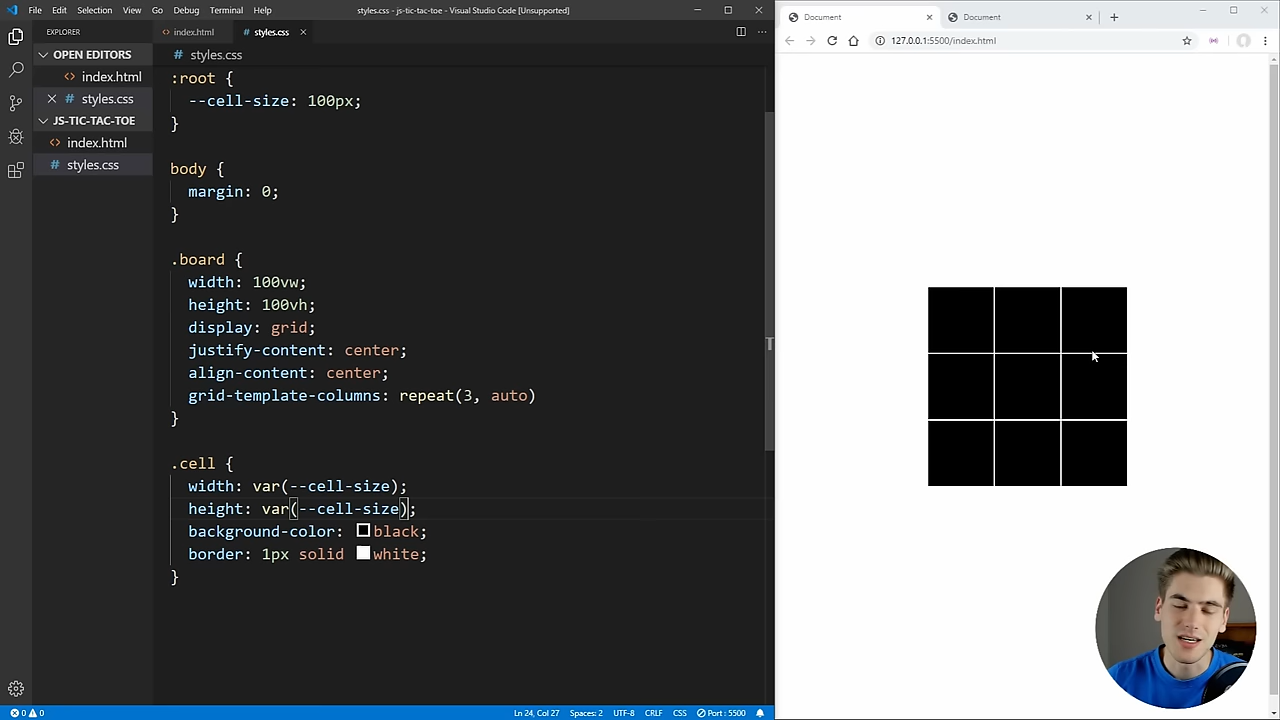 File Edit Selection View Go Debug Terminal Help
styles.css - js-tic-tac-toe - Visual Studio Code [Unsupported]
EXPLORER
OPEN EDITORS
index.html
styles.css
JS-TIC-TAC-TOE
index.html
styles.css
index.html
styles.css
styles.css
:root {
--cell-size: 100px;
}
body {
margin: 0;
}
.board {
width: 100vw;
height: 100vh;
display: grid;
justify-content: center;
align-content: center;
grid-template-columns: repeat(3, auto)
}
.cell {
width: var(--cell-size);
height: var(--cell-size);
background-color: black;
border: 1px solid white;
}
0 0
Ln 24, Col 27 Spaces: 2 UTF-8 CRLF CSS Port : 5500
Document
Document
127.0.0.1:5500/index.html